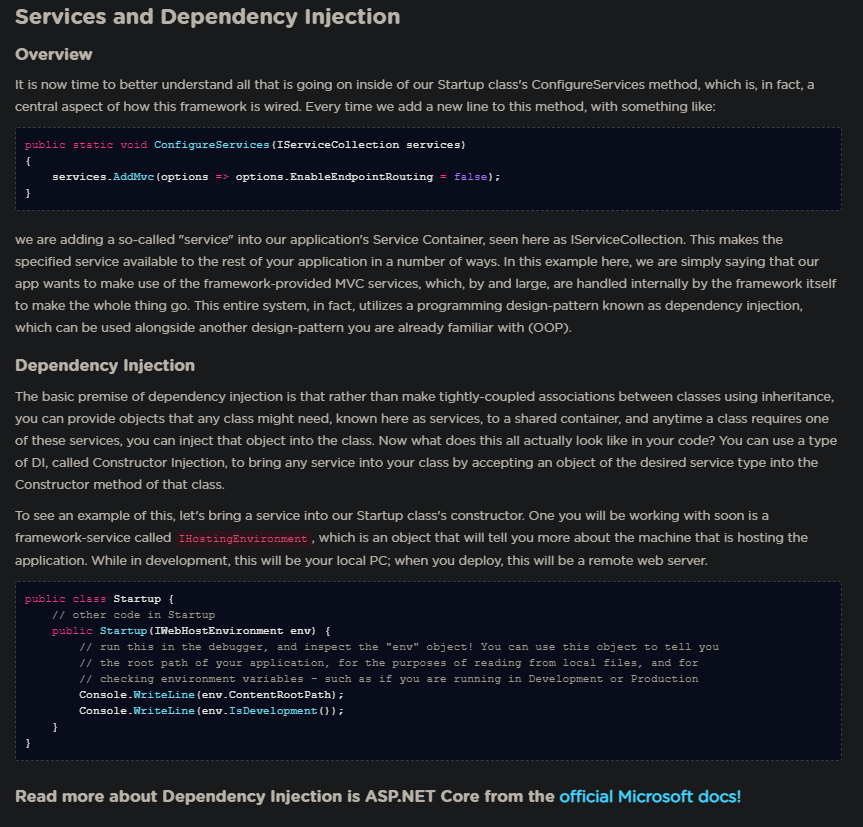 Services and Dependency Injection
Overview
It is now time to better understand all that is going on inside of our Startup class's ConfigureServices method, which is, in fact, a
central aspect of how this framework is wired. Every time we add a new line to this method, with something like:
public static void ConfigureServices(IServiceCollection services)
{
    services.AddMvc(options => options.EnableEndpointRouting = false);
}
we are adding a so-called "service" into our application's Service Container, seen here as IServiceCollection. This makes the
specified service available to the rest of your application in a number of ways. In this example here, we are simply saying that our
app wants to make use of the framework-provided MVC services, which, by and large, are handled internally by the framework itself
to make the whole thing go. This entire system, in fact, utilizes a programming design-pattern known as dependency injection,
which can be used alongside another design-pattern you are already familiar with (OOP).
Dependency Injection
The basic premise of dependency injection is that rather than make tightly-coupled associations between classes using inheritance,
you can provide objects that any class might need, known here as services, to a shared container, and anytime a class requires one
of these services, you can inject that object into the class. Now what does this all actually look like in your code? You can use a type
of DI, called Constructor Injection, to bring any service into your class by accepting an object of the desired service type into the
Constructor method of that class.
To see an example of this, let's bring a service into our Startup class's constructor. One you will be working with soon is a
framework-service called IHostingEnvironment, which is an object that will tell you more about the machine that is hosting the
application. While in development, this will be your local PC; when you deploy, this will be a remote web server.
public class Startup {
    // other code in Startup
    public Startup(IWebHostEnvironment env) {
        // run this in the debugger, and inspect the "env" object! You can use this object to tell you
        // the root path of your application, for the purposes of reading from local files, and for
        // checking environment variables - such as if you are running in Development or Production
        Console.WriteLine(env.ContentRootPath);
        Console.WriteLine(env.IsDevelopment());
    }
}
Read more about Dependency Injection is ASP.NET Core from the official Microsoft docs!